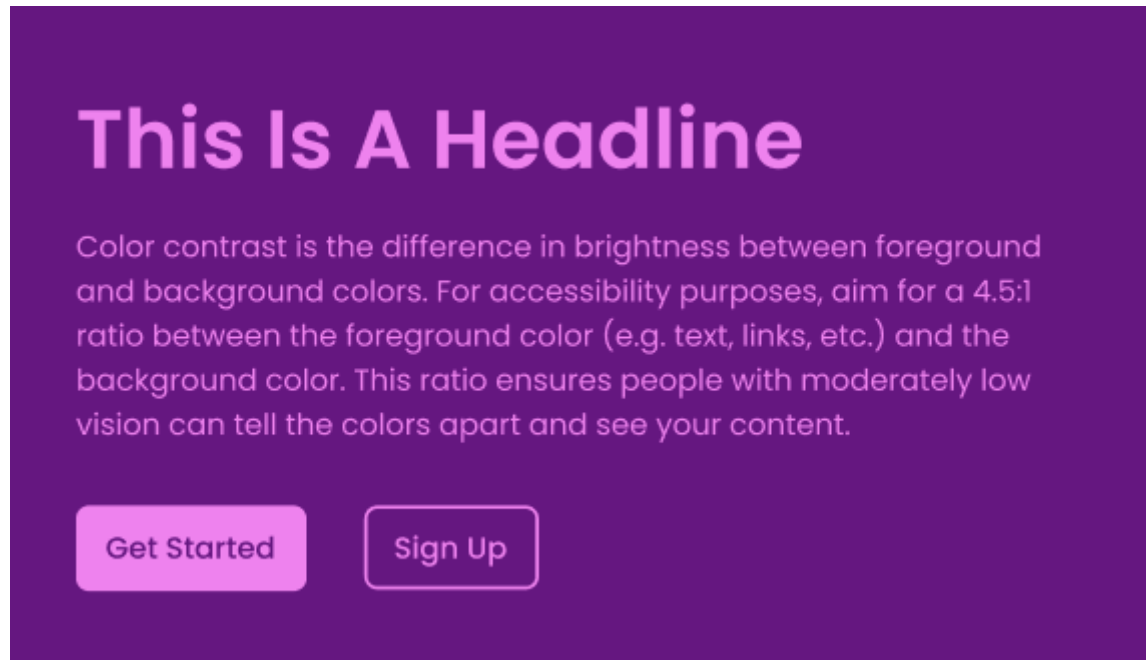 This Is A Headline
Color contrast is the difference in brightness between foreground
and background colors. For accessibility purposes, aim for a 4.5:1
ratio between the foreground color (e.g. text, links, etc.) and the
background color. This ratio ensures people with moderately low
vision can tell the colors apart and see your content.
Get Started
Sign Up